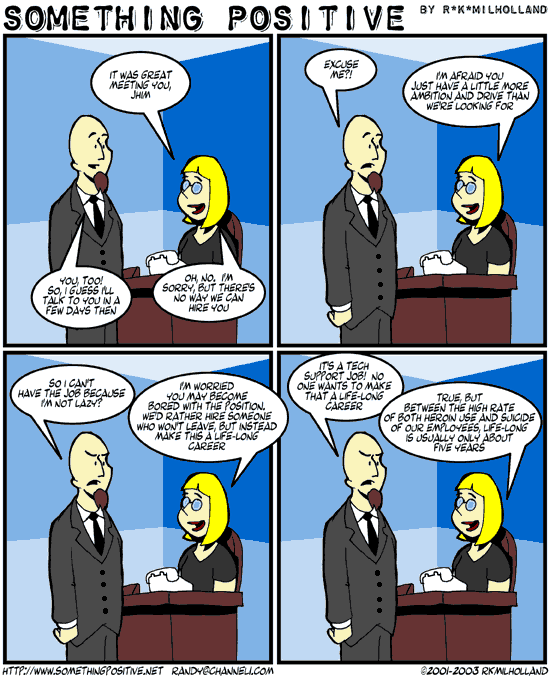 SOMETHING POSITIVE BY R*K*MILHOLLAND
IT WAS GREAT
MEETING YOU,
JHIM
YOU, TOO!
SO, I GUESS I'LL
TALK TO YOU IN A
FEW DAYS THEN
OH, NO, I'M
SORRY, BUT THERE'S
NO WAY WE CAN
HIRE YOU
EXCUSE
ME?!
I'M AFRAID YOU
JUST HAVE A LITTLE MORE
AMBITION AND DRIVE THAN
WE'RE LOOKING FOR
SO I CAN'T
HAVE THE JOB BECAUSE
I'M NOT LAZY?
I'M WORRIED
YOU MAY BECOME
BORED WITH THE POSITION.
WE'D RATHER HIRE SOMEONE
WHO WON'T LEAVE, BUT INSTEAD
MAKE THIS A LIFE-LONG
CAREER
IT'S A TECH
SUPPORT JOB! NO
ONE WANTS TO MAKE
THAT A LIFE-LONG
CAREER
TRUE, BUT
BETWEEN THE HIGH RATE
OF BOTH HEROIN USE AND SUICIDE
OF OUR EMPLOYEES, LIFE-LONG
IS USUALLY ONLY ABOUT
FIVE YEARS
HTTP://WWW.SOMETHINGPOSITIVE.NET RANDY@CHANNEL1.COM ©2001-2003 RKMILHOLLAND